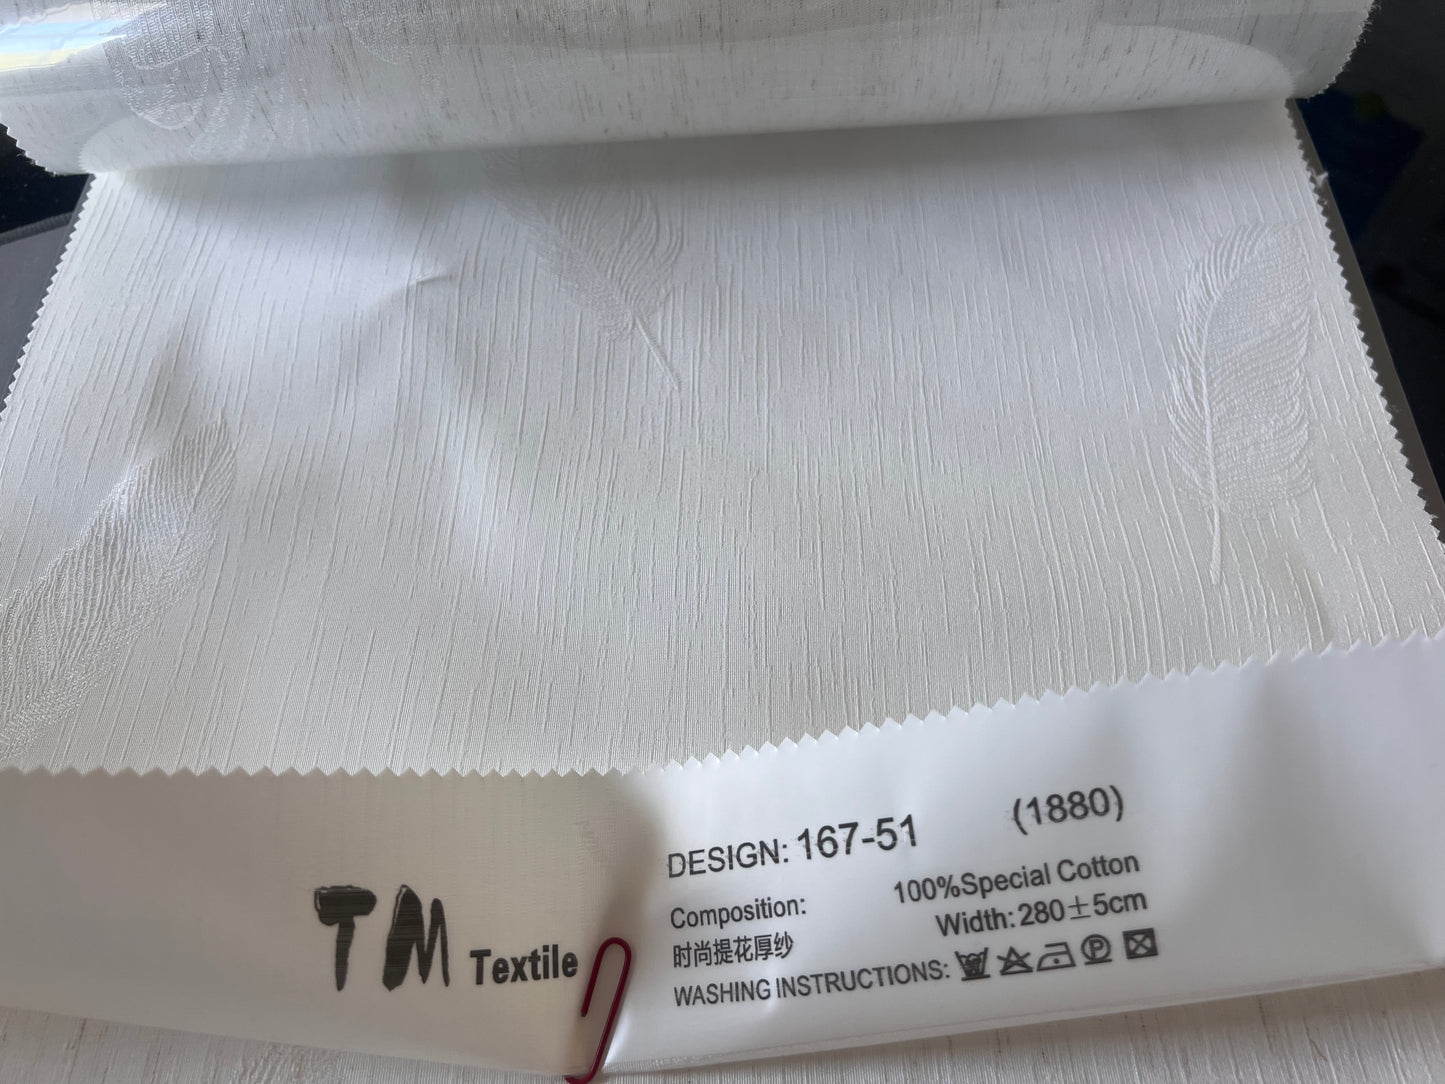 TM Textile
DESIGN: 167-51 (1880)
Composition: 100%Special Cotton
Width: 280±5cm
时尚提花厚纱
WASHING INSTRUCTIONS: